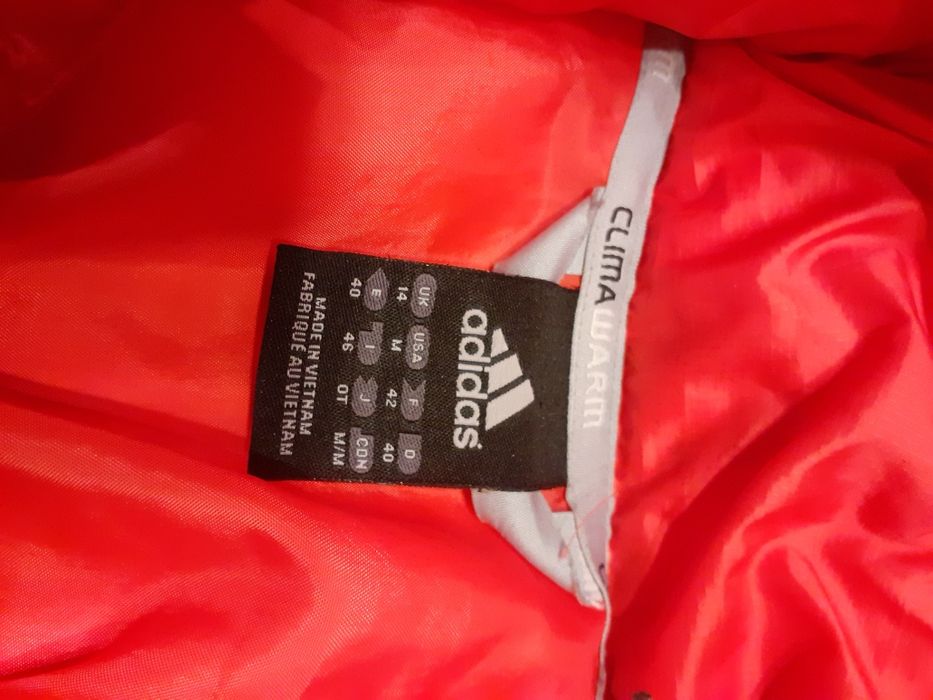 CLIMAWARM
adidas
UK USA F D
14 M 42 40
E I J CDN
40 46 OT M/M
MADE IN VIETNAM
FABRIQUÉ AU VIETNAM